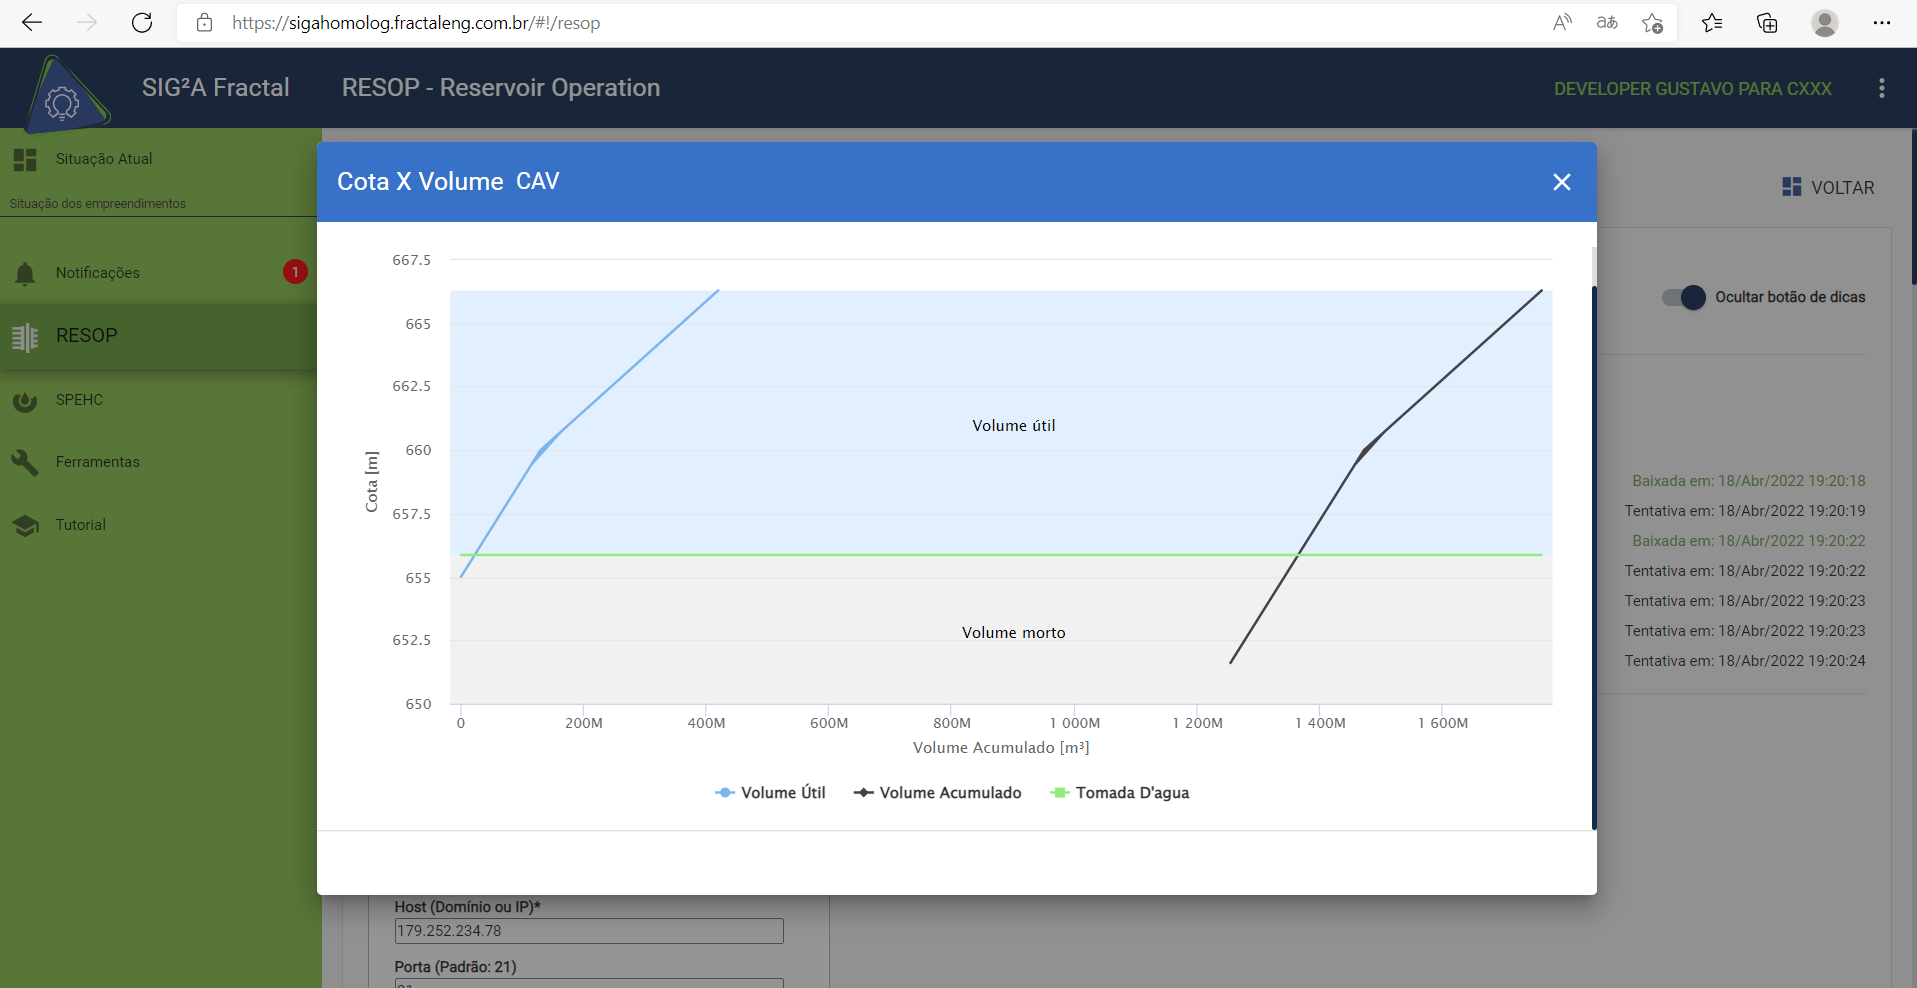 https://sigahomolog.fractaleng.com.br/#!/resop
SIG²A Fractal
RESOP - Reservoir Operation
DEVELOPER GUSTAVO PARA CXXX
Situação Atual
Situação dos empreendimentos
Notificações
1
RESOP
SPEHC
Ferramentas
Tutorial
Cota X Volume CAV
VOLTAR
Ocultar botão de dicas
667.5
665
662.5
660
657.5
655
652.5
650
Cota [m]
Volume útil
Volume morto
0
200M
400M
600M
800M
1 000M
1 200M
1 400M
1 600M
Volume Acumulado [m³]
Volume Útil
Volume Acumulado
Tomada D'agua
Baixada em: 18/Abr/2022 19:20:18
Tentativa em: 18/Abr/2022 19:20:19
Baixada em: 18/Abr/2022 19:20:22
Tentativa em: 18/Abr/2022 19:20:22
Tentativa em: 18/Abr/2022 19:20:23
Tentativa em: 18/Abr/2022 19:20:23
Tentativa em: 18/Abr/2022 19:20:24
Host (Domínio ou IP)*
179.252.234.78
Porta (Padrão: 21)